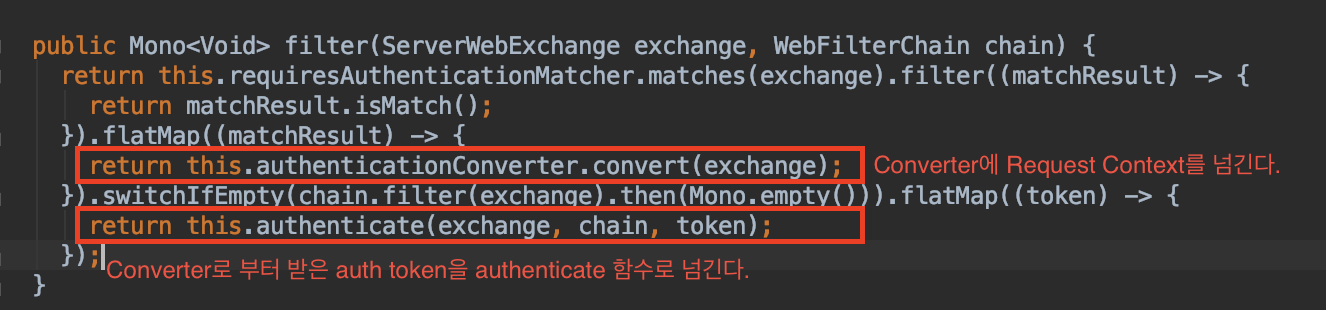 public Mono<Void> filter(ServerWebExchange exchange, WebFilterChain chain) {
return this.requiresAuthenticationMatcher.matches(exchange).filter((matchResult) -> {
return matchResult.isMatch();
}).flatMap((matchResult) -> {
return this.authenticationConverter.convert(exchange); Converter에 Request Context를 넘긴다.
}).switchIfEmpty(chain.filter(exchange).then(Mono.empty())).flatMap((token) -> {
return this.authenticate(exchange, chain, token);
}); Converter로 부터 받은 auth token을 authenticate 함수로 넘긴다.
}